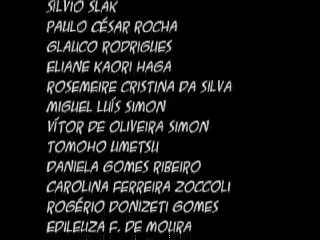 SILVIO SLAK
PAULO CÉSAR ROCHA
GLAUCO RODRIGUES
ELIANE KAORI HAGA
ROSEMEIRE CRISTINA DA SILVA
MIGUEL LUÍS SIMON
VÍTOR DE OLIVEIRA SIMON
TOMOHO UMETSU
DANIELA GOMES RIBEIRO
CAROLINA FERREIRA ZOCCOLI
ROGÉRIO DONIZETI GOMES
EDILEUZA F. DE MOURA